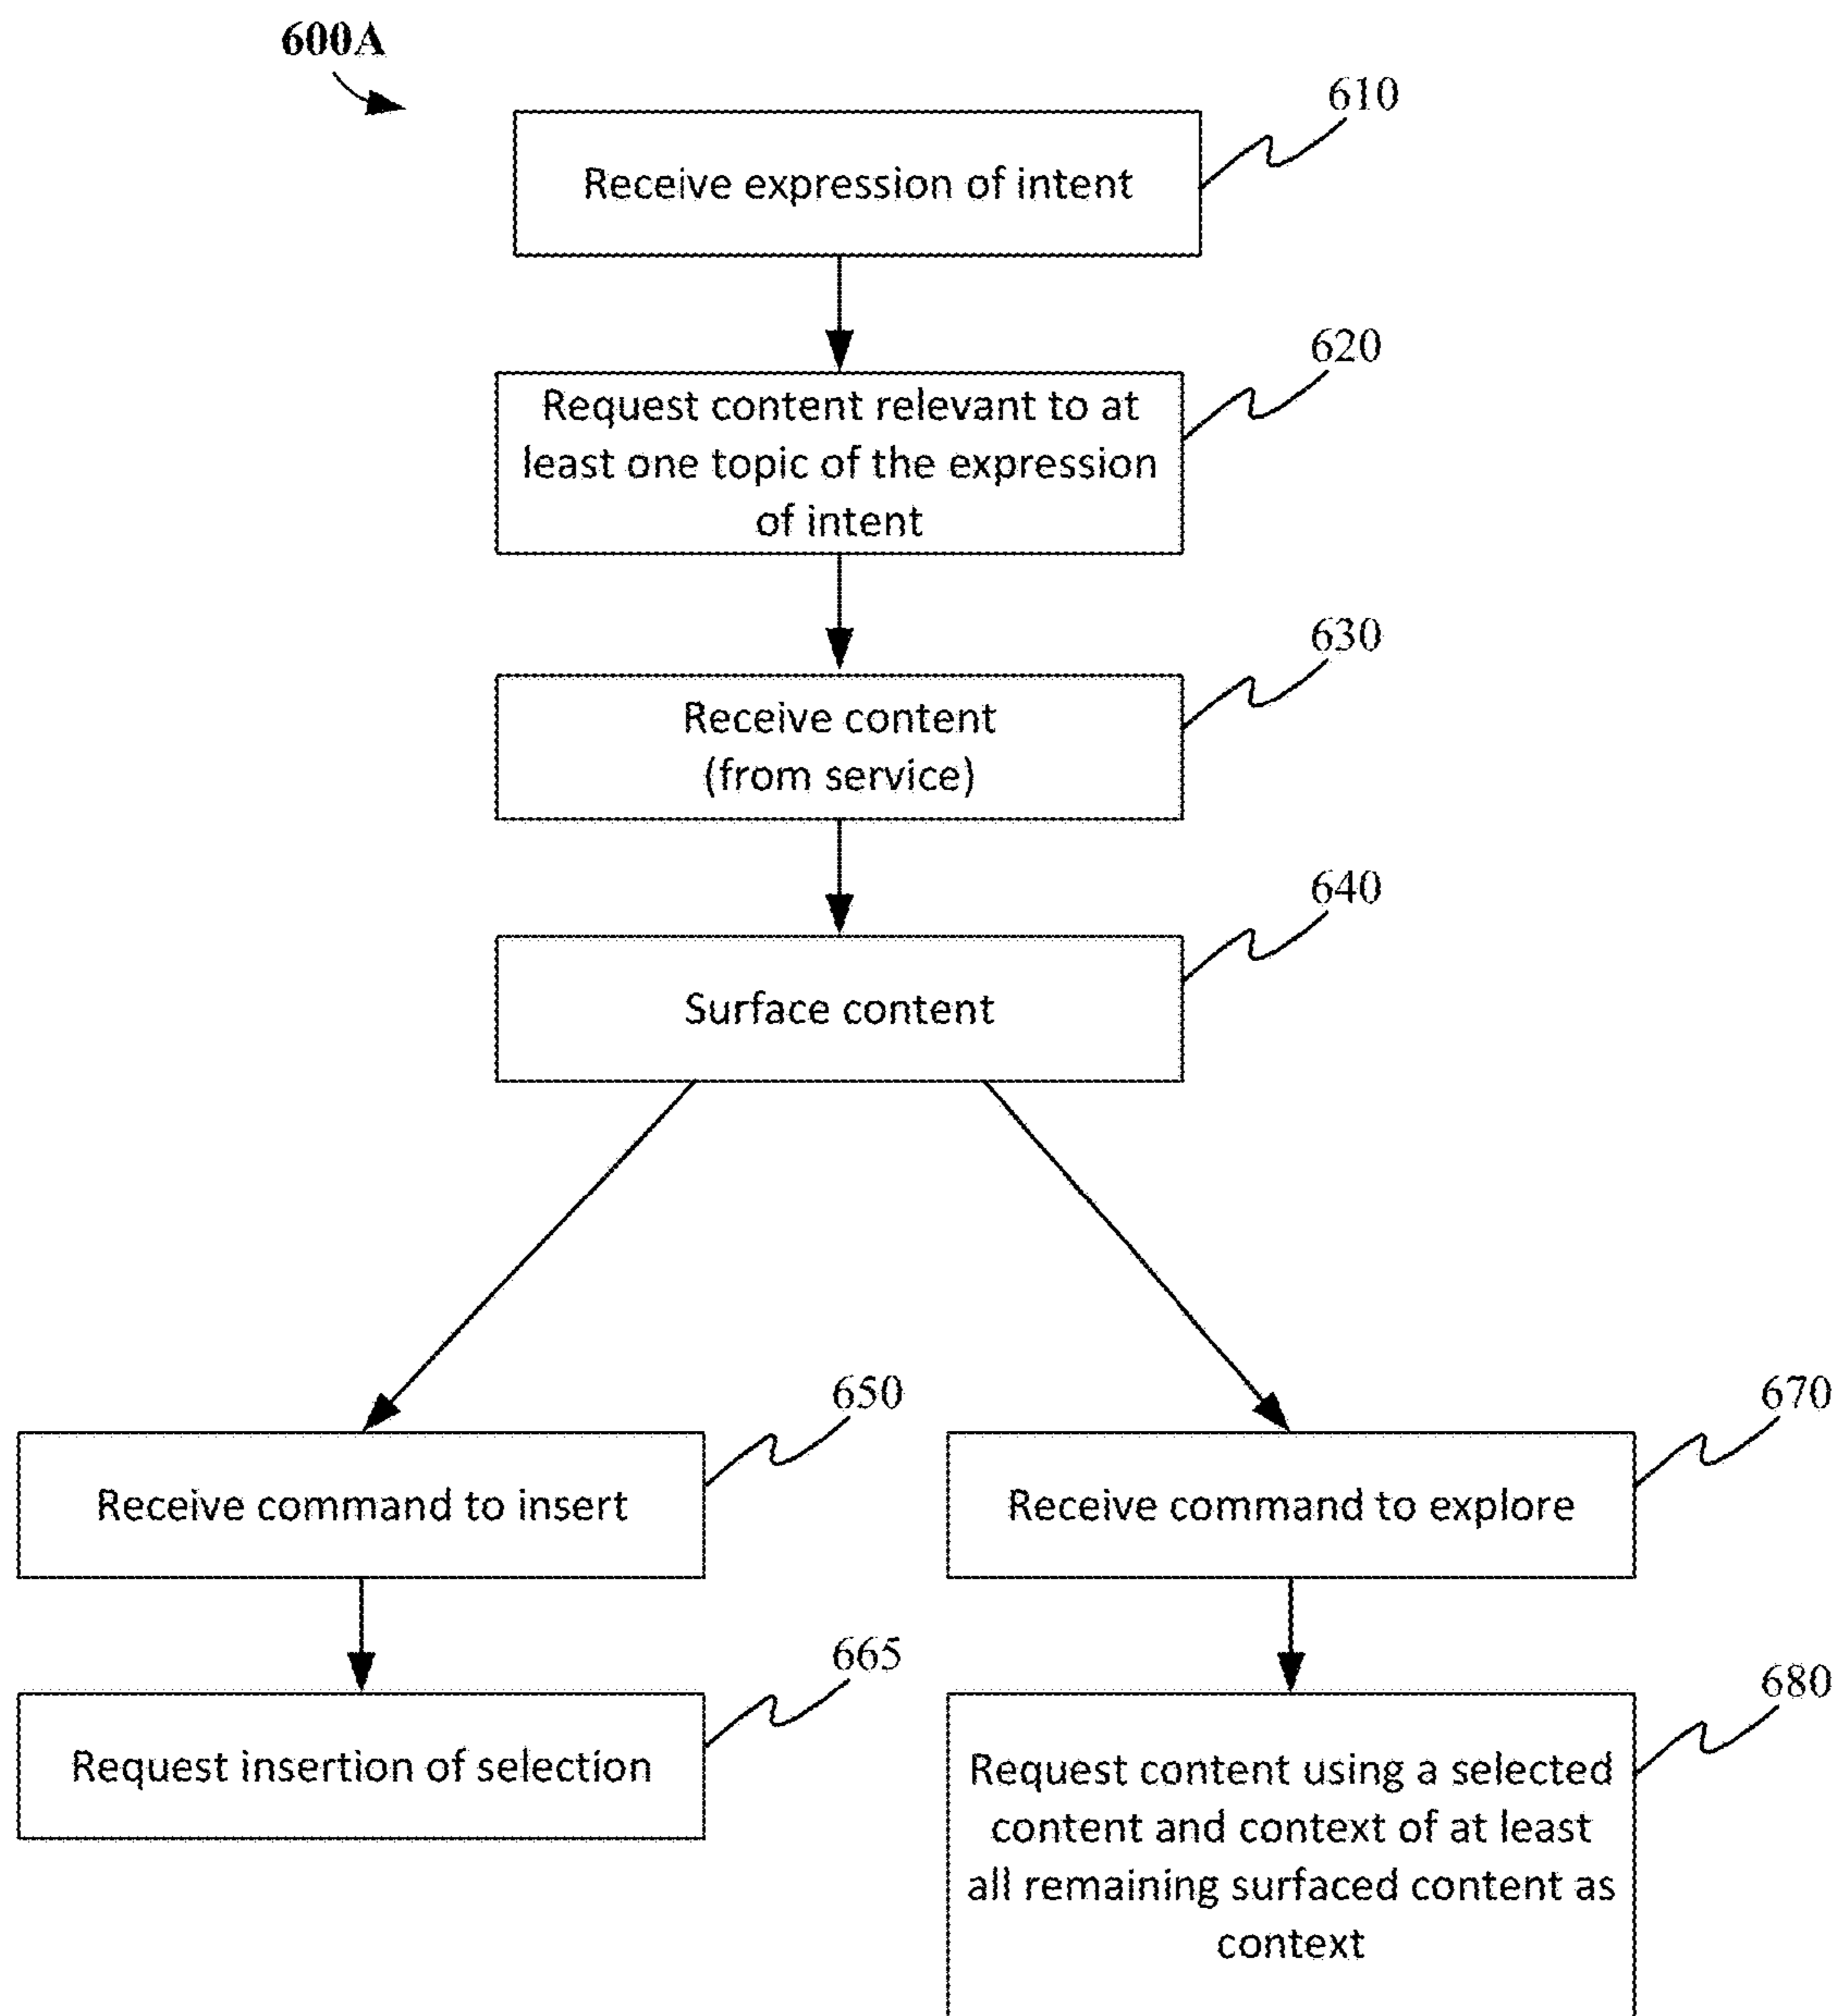 600A
610
Receive expression of intent
620
Request content relevant to at
least one topic of the expression
of intent
630
Receive content
(from service)
640
Surface content
650
Receive command to insert
670
Receive command to explore
665
Request insertion of selection
680
Request content using a selected
content and context of at least
all remaining surfaced content as
context